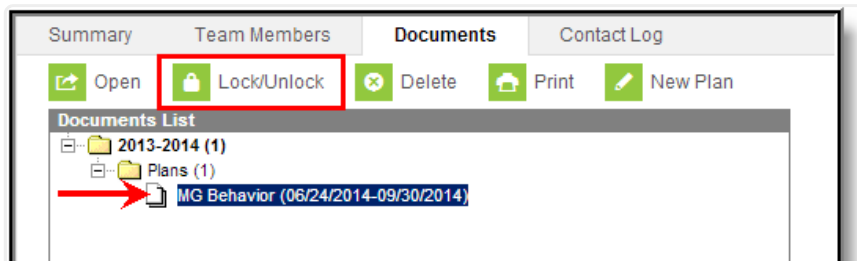 Summary Team Members Documents Contact Log
Open Lock/Unlock Delete Print New Plan
Documents List
2013-2014 (1)
Plans (1)
MG Behavior (06/24/2014-09/30/2014)